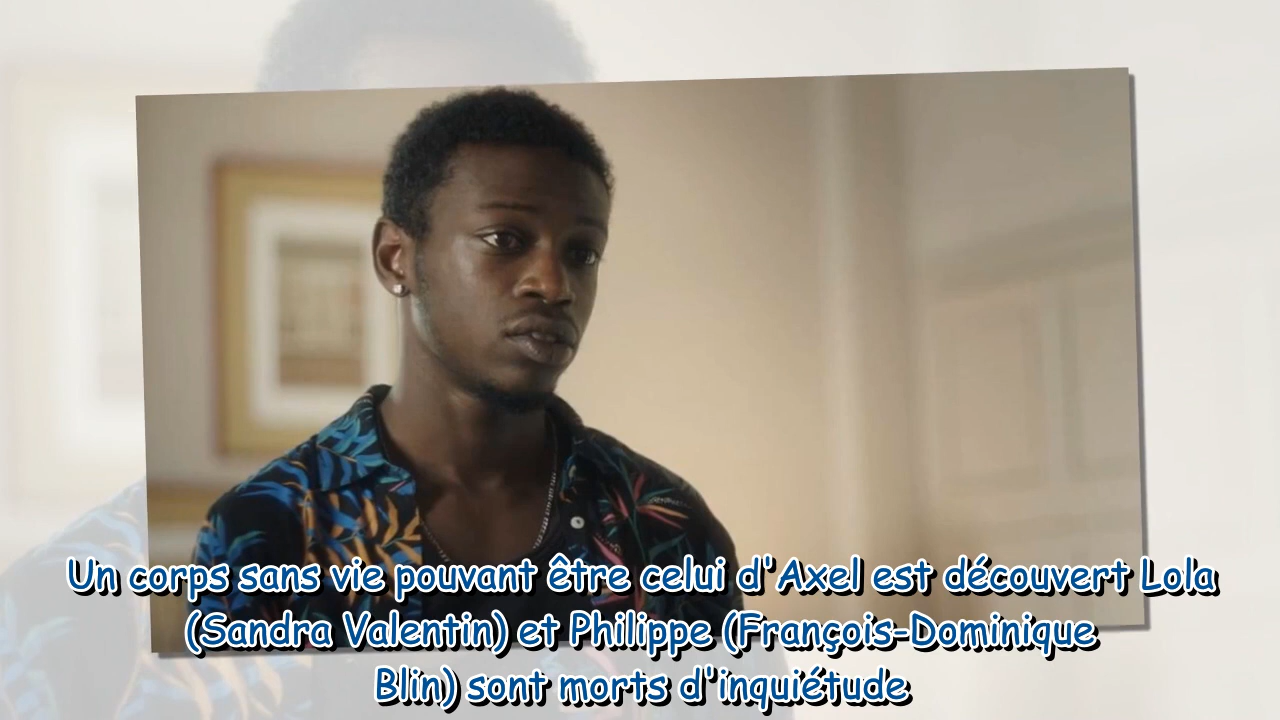 Un corps sans vie pouvant être celui d'Axel est découvert Lola
(Sandra Valentin) et Philippe (François-Dominique
Blin) sont morts d'inquiétude